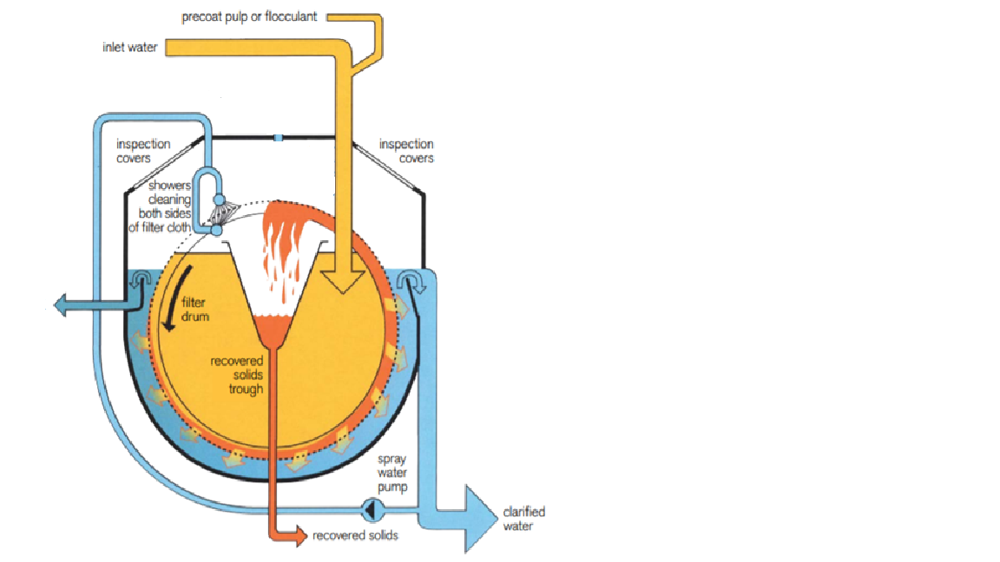 precoat pulp or flocculant
inlet water
inspection
covers
inspection
covers
showers
cleaning
both sides
of filter cloth
filter
drum
recovered
solids
trough
spray
water
pump
clarified
water
recovered solids